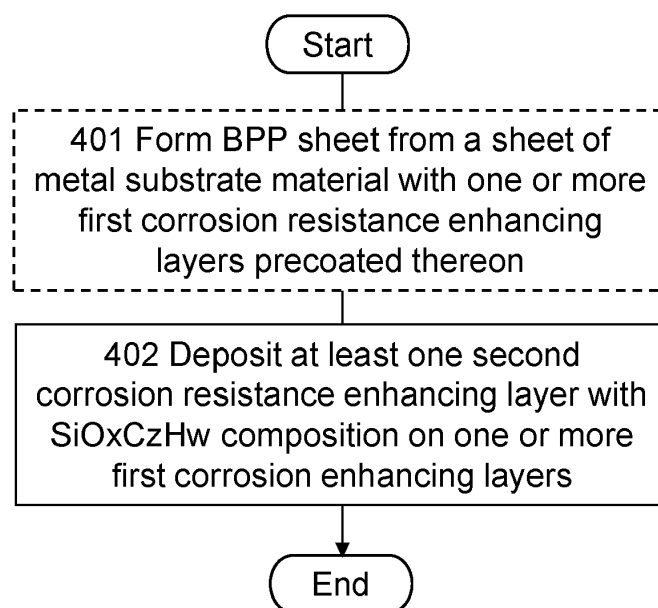 Start
401 Form BPP sheet from a sheet of
metal substrate material with one or more
first corrosion resistance enhancing
layers precoated thereon
402 Deposit at least one second
corrosion resistance enhancing layer with
SiOxCzHw composition on one or more
first corrosion enhancing layers
End